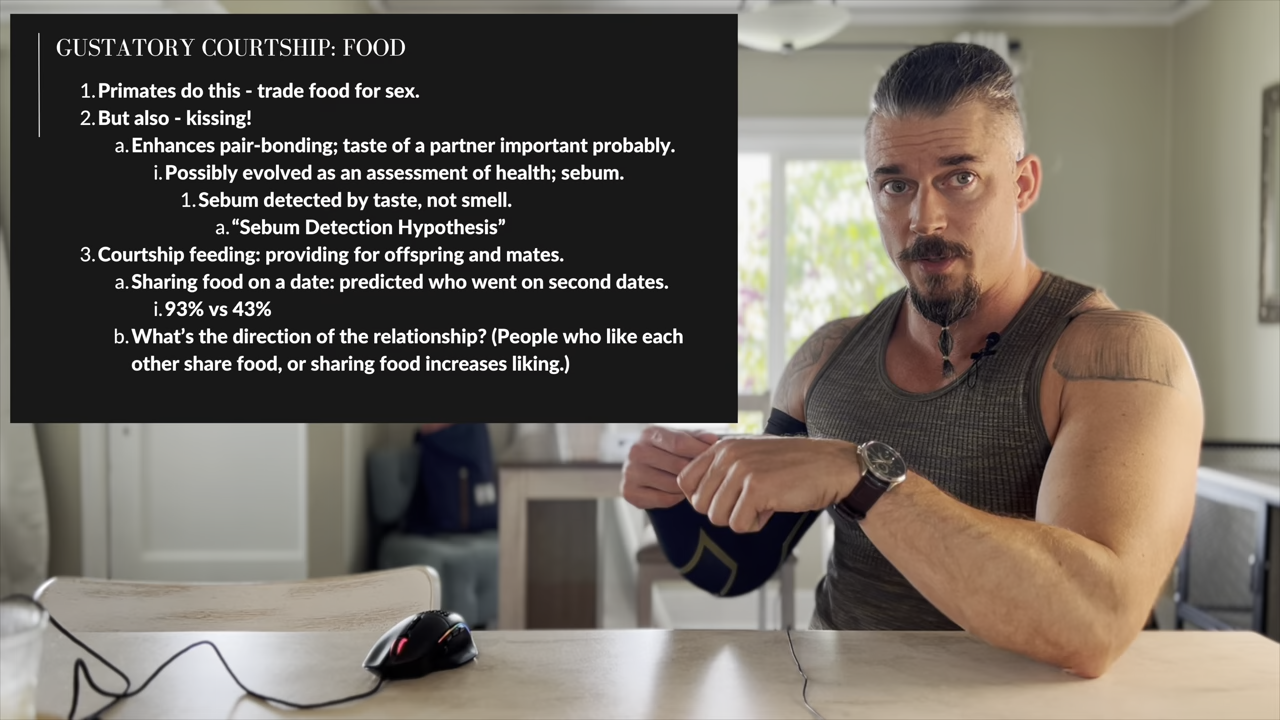 GUSTATORY COURTSHIP: FOOD
1. Primates do this - trade food for sex.
2. But also - kissing!
a. Enhances pair-bonding; taste of a partner important probably.
i. Possibly evolved as an assessment of health; sebum.
1. Sebum detected by taste, not smell.
a. “Sebum Detection Hypothesis”
3. Courtship feeding: providing for offspring and mates.
a. Sharing food on a date: predicted who went on second dates.
i. 93% vs 43%
b. What’s the direction of the relationship? (People who like each
other share food, or sharing food increases liking.)